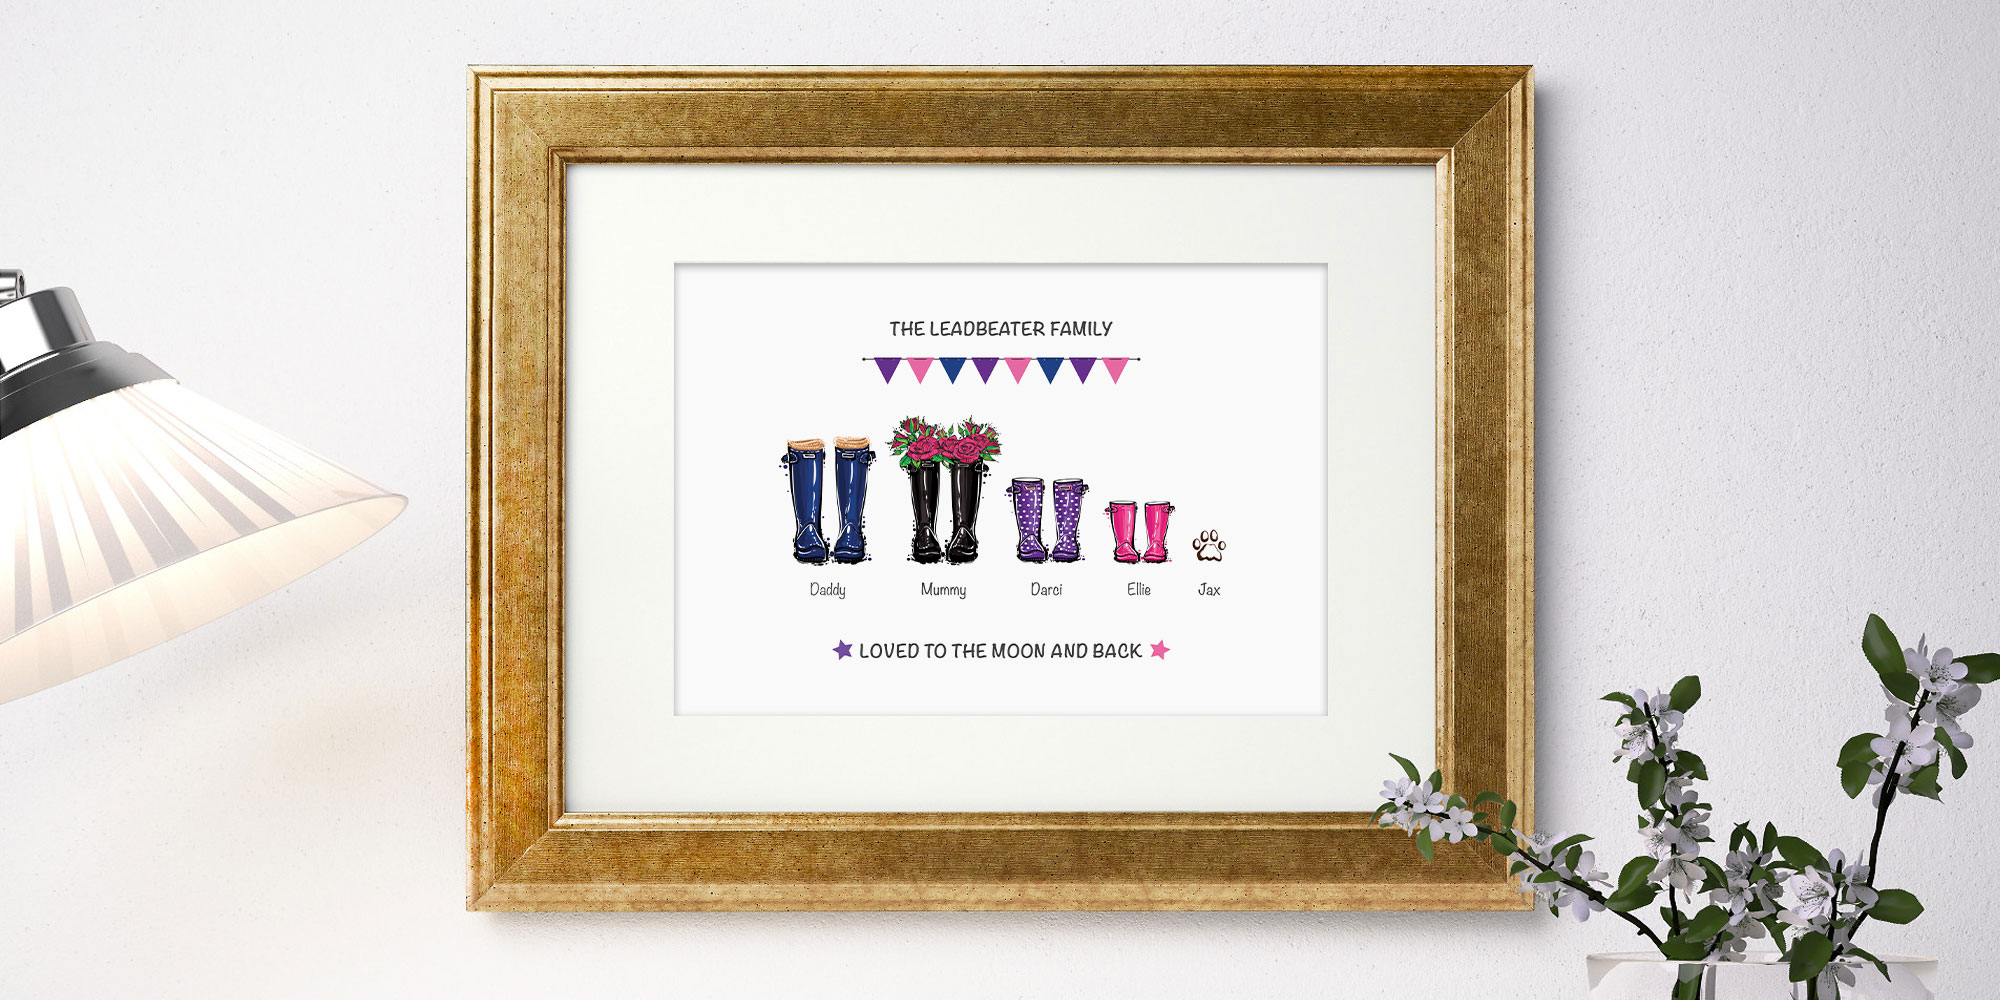 THE LEADBEATER FAMILY
Daddy Mummy Darci Ellie Jax
LOVED TO THE MOON AND BACK